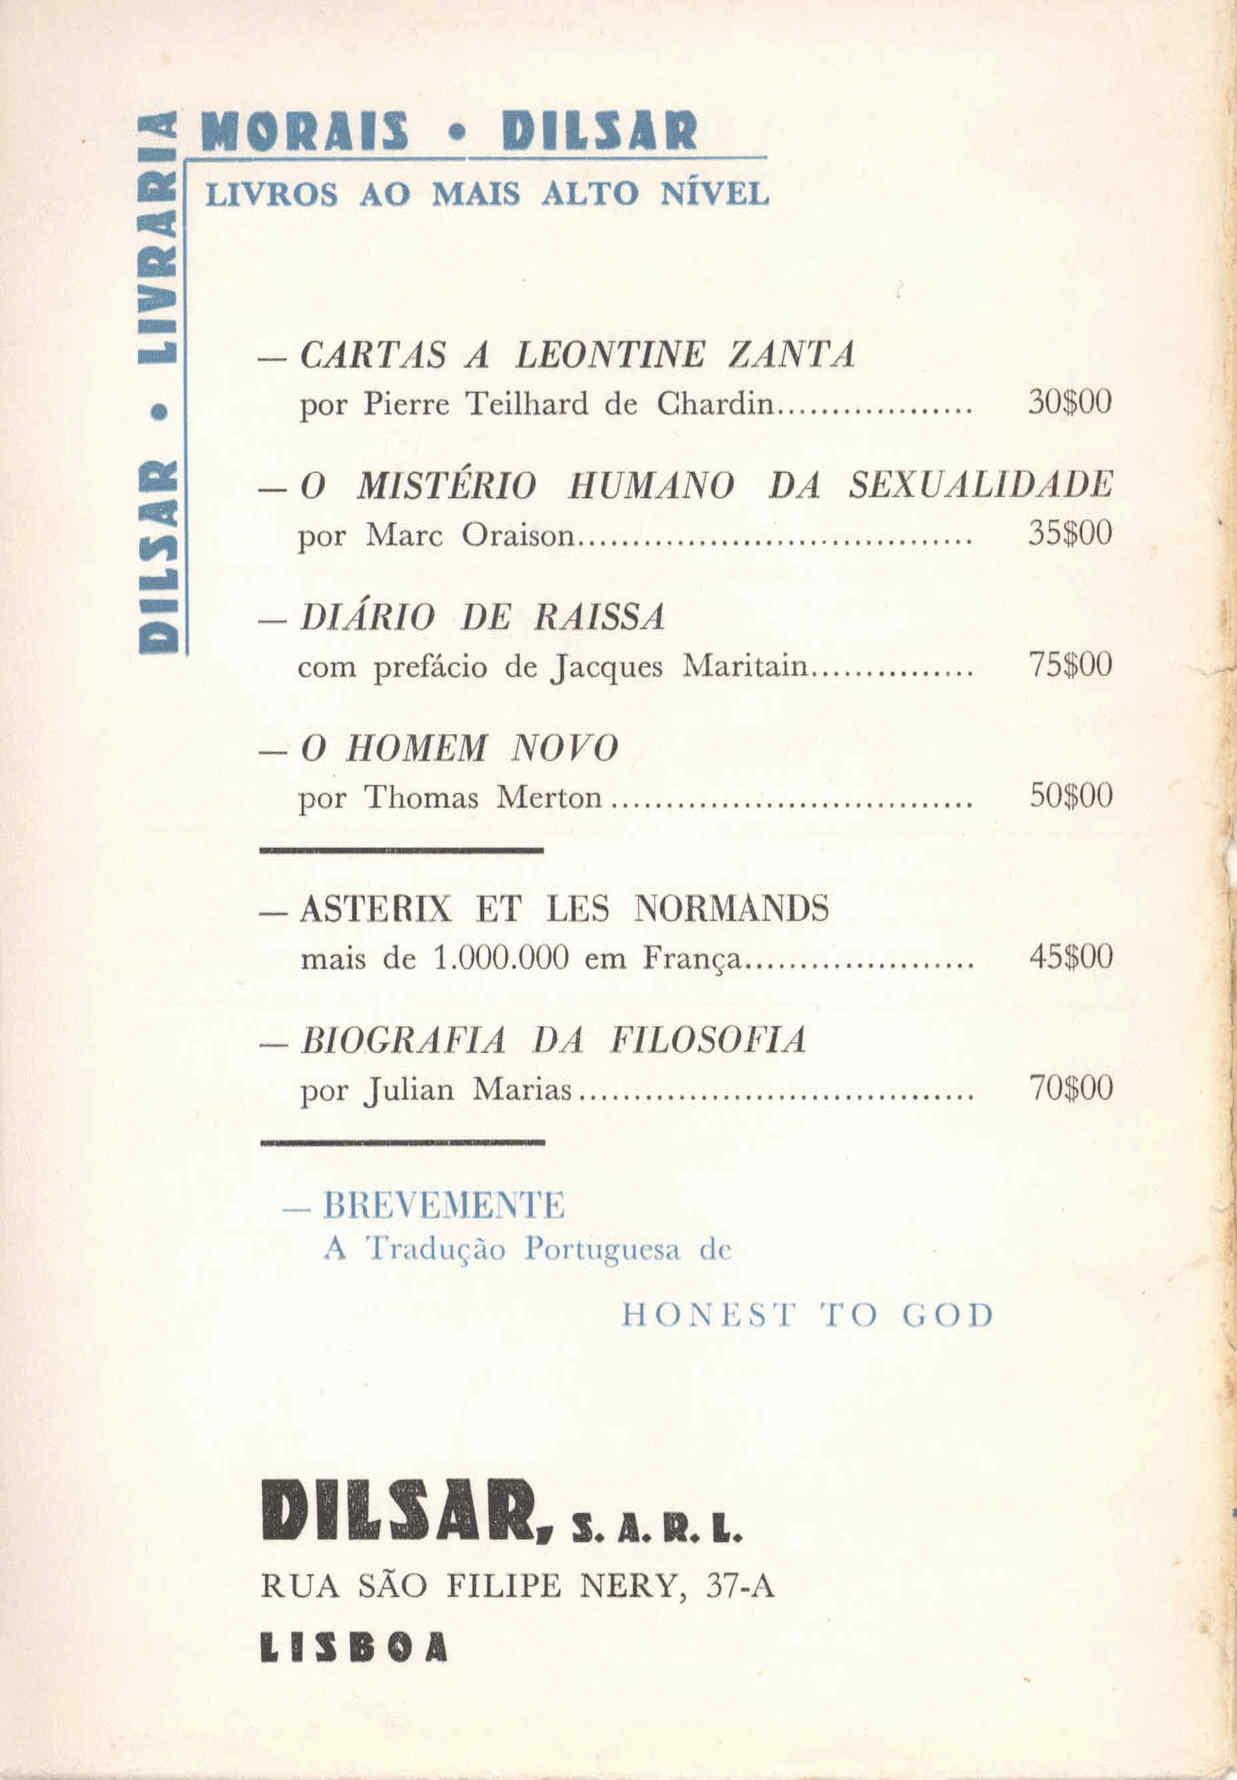 DILSAR • LIVRARIA
MORAIS • DILSAR
LIVROS AO MAIS ALTO NÍVEL
— CARTAS A LEONTINE ZANTA
por Pierre Teilhard de Chardin.................. 30$00
— O MISTÉRIO HUMANO DA SEXUALIDADE
por Marc Oraison.................................... 35$00
— DIÁRIO DE RAISSA
com prefácio de Jacques Maritain............... 75$00
— O HOMEM NOVO
por Thomas Merton................................. 50$00
— ASTERIX ET LES NORMANDS
mais de 1.000.000 em França..................... 45$00
— BIOGRAFIA DA FILOSOFIA
por Julian Marias.................................... 70$00
— BREVEMENTE
A Tradução Portuguesa de
HONEST TO GOD
DILSAR, S. A. R. L.
RUA SÃO FILIPE NERY, 37-A
LISBOA